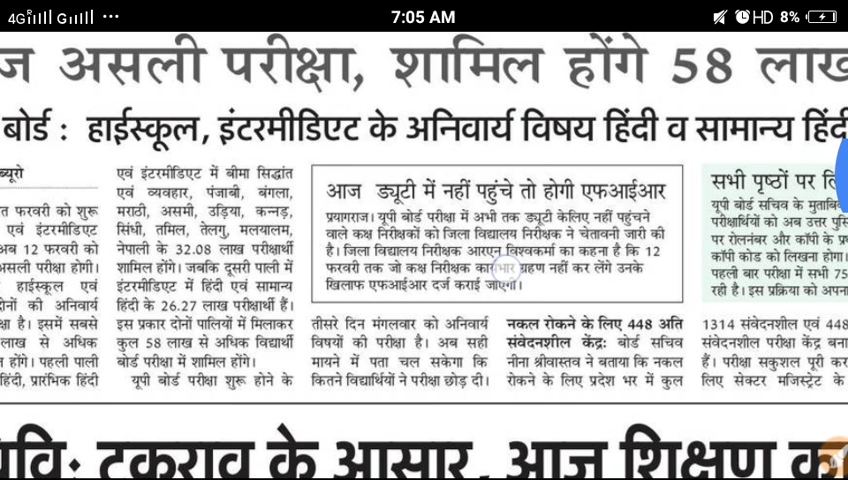 4G G ... 7:05 AM HD 8%
ज असली परीक्षा, शामिल होंगे 58 लाख
बोर्ड : हाईस्कूल, इंटरमीडिएट के अनिवार्य विषय हिंदी व सामान्य हिंदी
ब्यूरो
त फरवरी को शुरू
एवं इंटरमीडिएट
अब 12 फरवरी को
असली परीक्षा होगी।
हाईस्कूल एवं
दोनों की अनिवार्य
क्षा है। इसमें सबसे
लाख से अधिक
न होंगे। पहली पाली
हिंदी, प्रारंभिक हिंदी
एवं इंटरमीडिएट में बीमा सिद्धांत
एवं व्यवहार, पंजाबी, बंगला,
मराठी, असमी, उड़िया, कन्नड़,
सिंधी, तमिल, तेलगु, मलयालम,
नेपाली के 32.08 लाख परीक्षार्थी
शामिल होंगे। जबकि दूसरी पाली में
इंटरमीडिएट में हिंदी एवं सामान्य
हिंदी के 26.27 लाख परीक्षार्थी हैं।
इस प्रकार दोनों पालियों में मिलाकर
कुल 58 लाख से अधिक विद्यार्थी
बोर्ड परीक्षा में शामिल होंगे।
यूपी बोर्ड परीक्षा शुरू होने के
आज ड्यूटी में नहीं पहुंचे तो होगी एफआईआर
प्रयागराज। यूपी बोर्ड परीक्षा में अभी तक ड्यूटी केलिए नहीं पहुंचने
वाले कक्ष निरीक्षकों को जिला विद्यालय निरीक्षक ने चेतावनी जारी की
है। जिला विद्यालय निरीक्षक आरएन विश्वकर्मा का कहना है कि 12
फरवरी तक जो कक्ष निरीक्षक कार्यभार ग्रहण नहीं कर लेंगे उनके
खिलाफ एफआईआर दर्ज कराई जाएगी।
तीसरे दिन मंगलवार को अनिवार्य
विषयों की परीक्षा है। अब सही
मायने में पता चल सकेगा कि
कितने विद्यार्थियों ने परीक्षा छोड़ दी।
नकल रोकने के लिए 448 अति
संवेदनशील केंद्र: बोर्ड सचिव
नीना श्रीवास्तव ने बताया कि नकल
रोकने के लिए प्रदेश भर में कुल
सभी पृष्ठों पर लि
यूपी बोर्ड सचिव के मुताबि
परीक्षार्थियों को अब उत्तर पुसि
पर रोलनंबर और कॉपी के प्र
कॉपी कोड को लिखना होगा।
पहली बार परीक्षा में सभी 75
रही है। इस प्रक्रिया को अपना
1314 संवेदनशील एवं 448
संवेदनशील परीक्षा केंद्र बना
हैं। परीक्षा सकुशल पूरी कर
लिए सेक्टर मजिस्ट्रेट के
विवि: टकराव के आसार, आज शिक्षण का